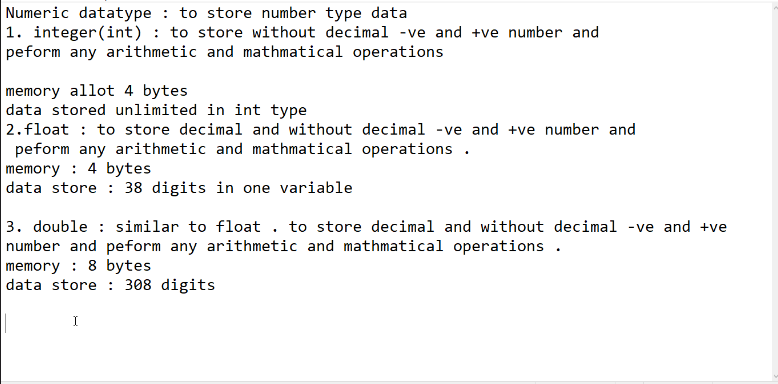 Numeric datatype : to store number type data
1. integer(int) : to store without decimal -ve and +ve number and
peform any arithmetic and mathmatical operations
memory allot 4 bytes
data stored unlimited in int type
2.float : to store decimal and without decimal -ve and +ve number and
peform any arithmetic and mathmatical operations .
memory : 4 bytes
data store : 38 digits in one variable
3. double : similar to float . to store decimal and without decimal -ve and +ve
number and peform any arithmetic and mathmatical operations .
memory : 8 bytes
data store : 308 digits